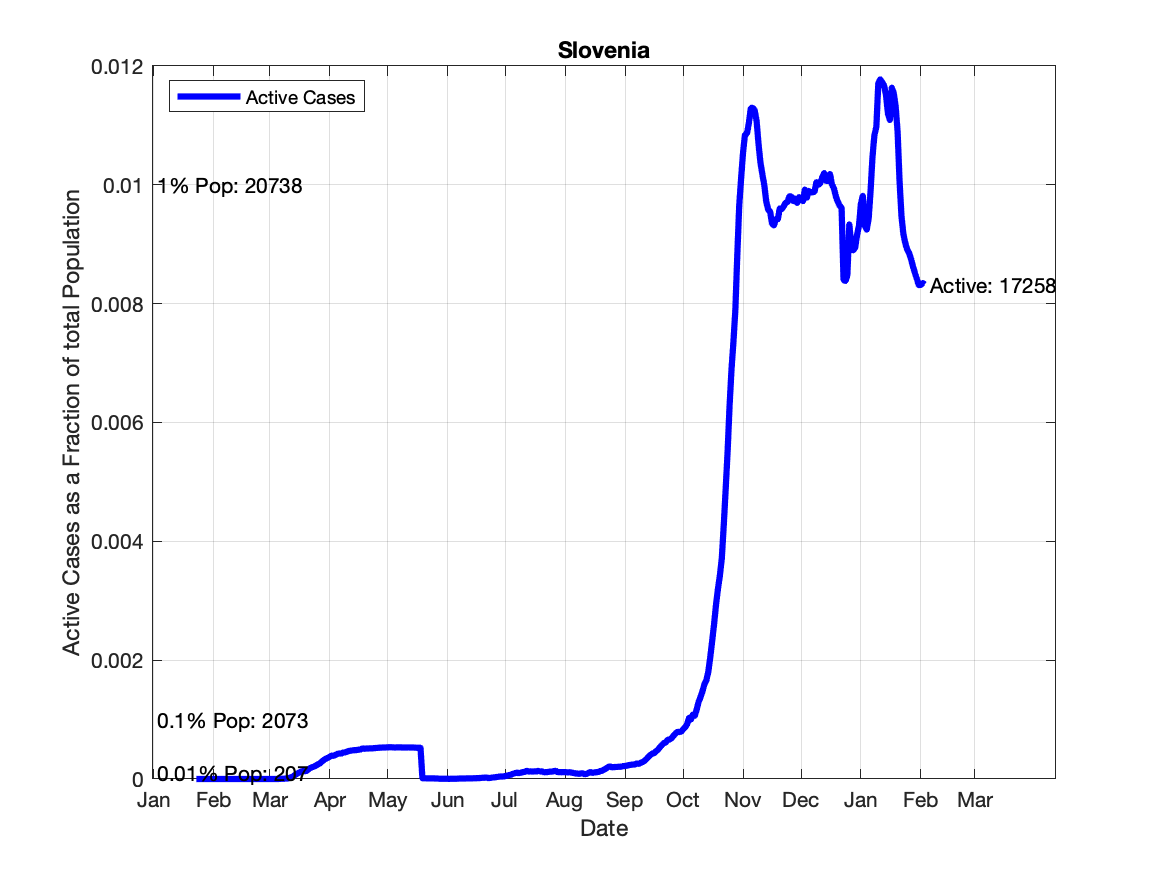 Slovenia
Active Cases
0.012
0.01
0.008
0.006
0.004
0.002
0
Active Cases as a Fraction of total Population
1% Pop: 20738
0.1% Pop: 2073
0.01% Pop: 207
Active: 17258
Jan Feb Mar Apr May Jun Jul Aug Sep Oct Nov Dec Jan Feb Mar
Date